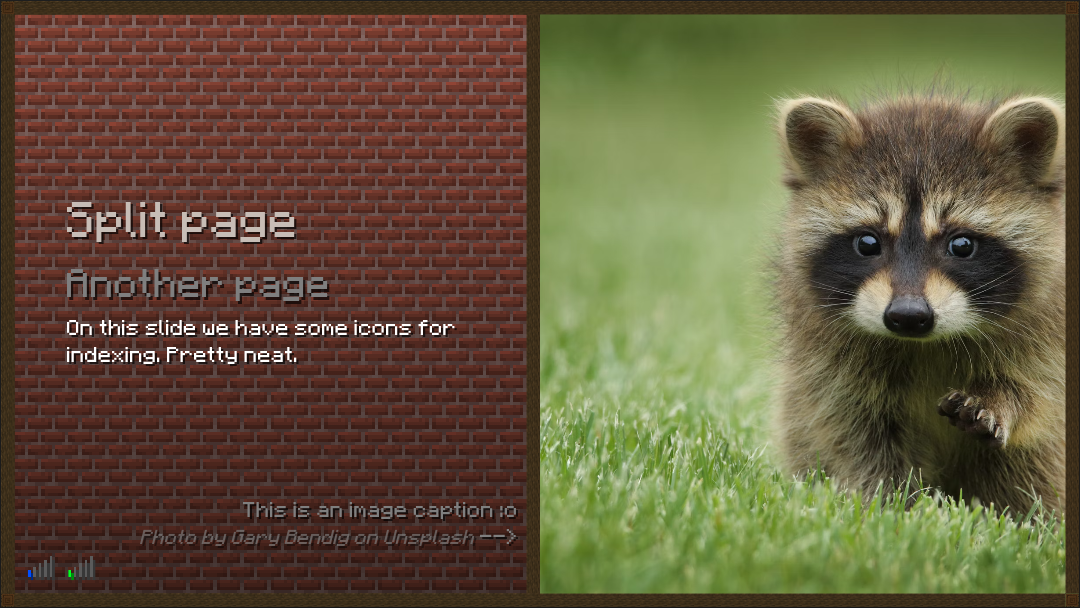 Split page
Another page
On this slide we have some icons for
indexing. Pretty neat.
This is an image caption :o
Photo by Gary Bendig on Unsplash -->